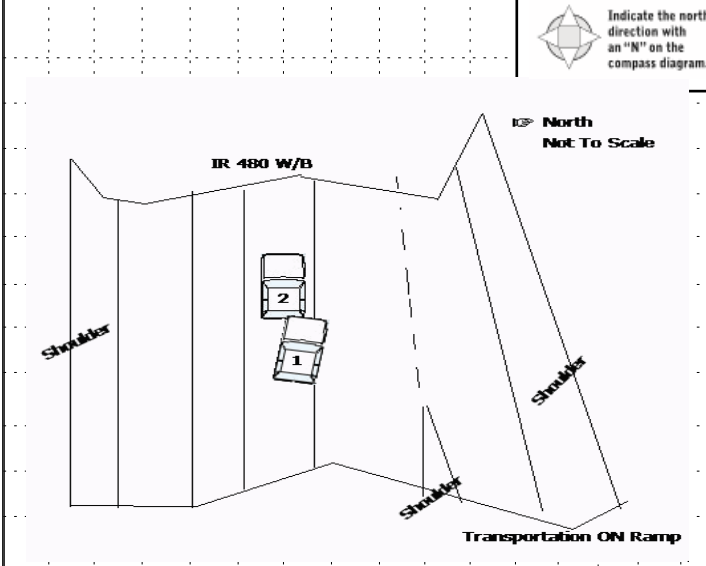 Indicate the north
direction with
an "N" on the
compass diagram.
☞ North
Not To Scale
IR 480 W/B
2
Shoulder
1
Shoulder
Shoulder
Transportation ON Ramp